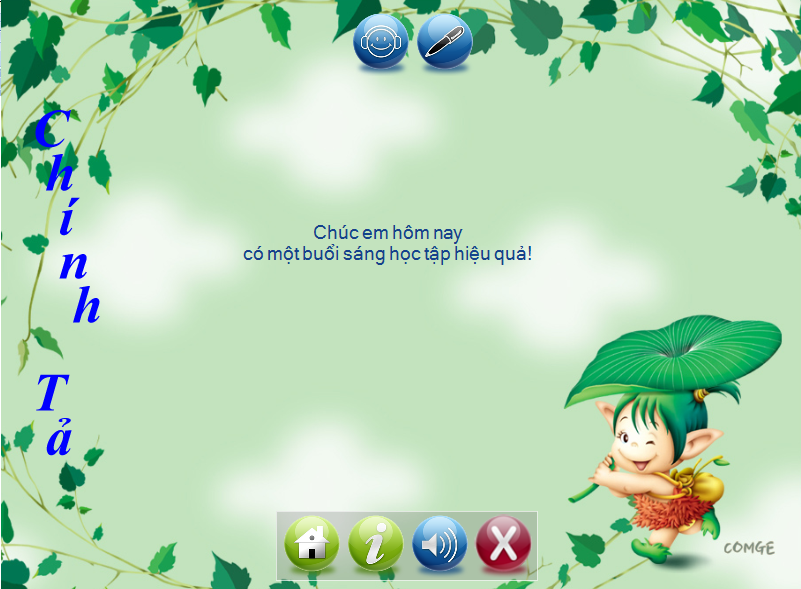 Chính
Tả
Chúc em hôm nay
có một buổi sáng học tập hiệu quả!
COMGE